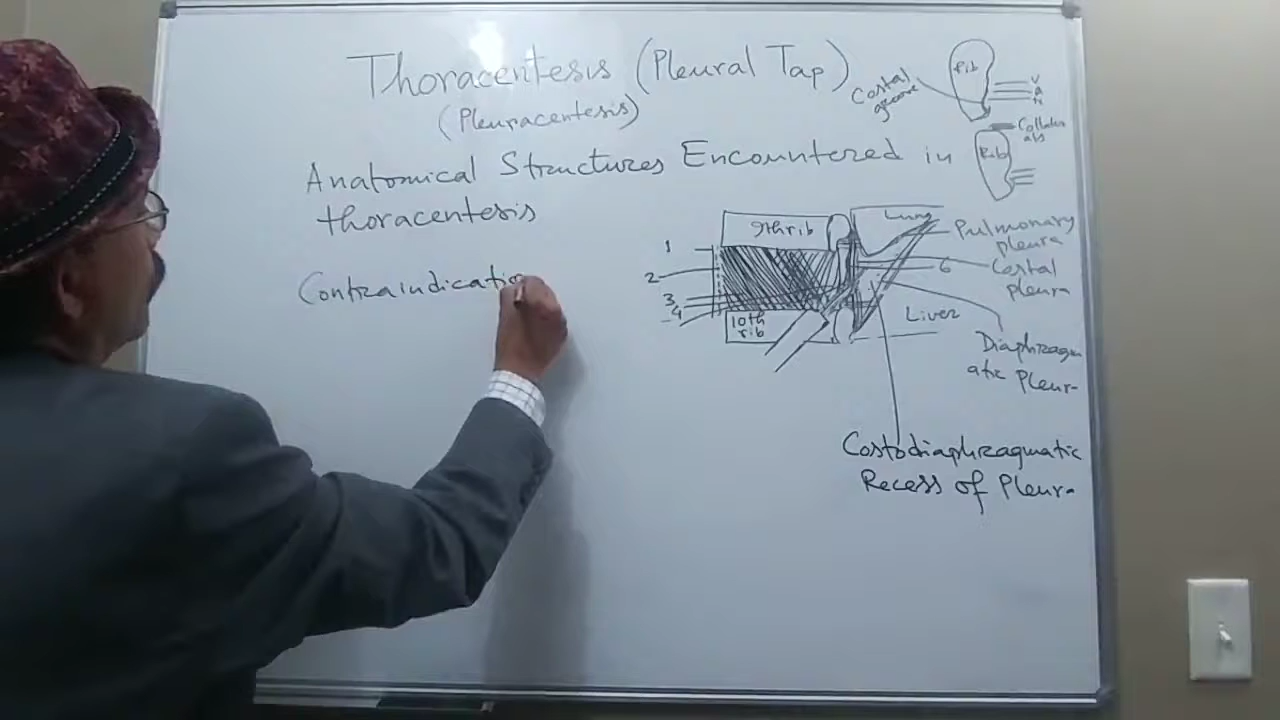 Thoracentesis (Pleural Tap)
(Pleuracentesis)
Anatomical Structures Encountered in
thoracentesis
Contraindicatio
Costal
groove
Rib
V
A
N
Rib
9th rib
Lung
Pulmonary
pleura
1
2
3
4
6
Costal
pleura
10th
rib
Liver
Diaphragm
atic Pleur-
Costodiaphragmatic
Recess of Pleur-